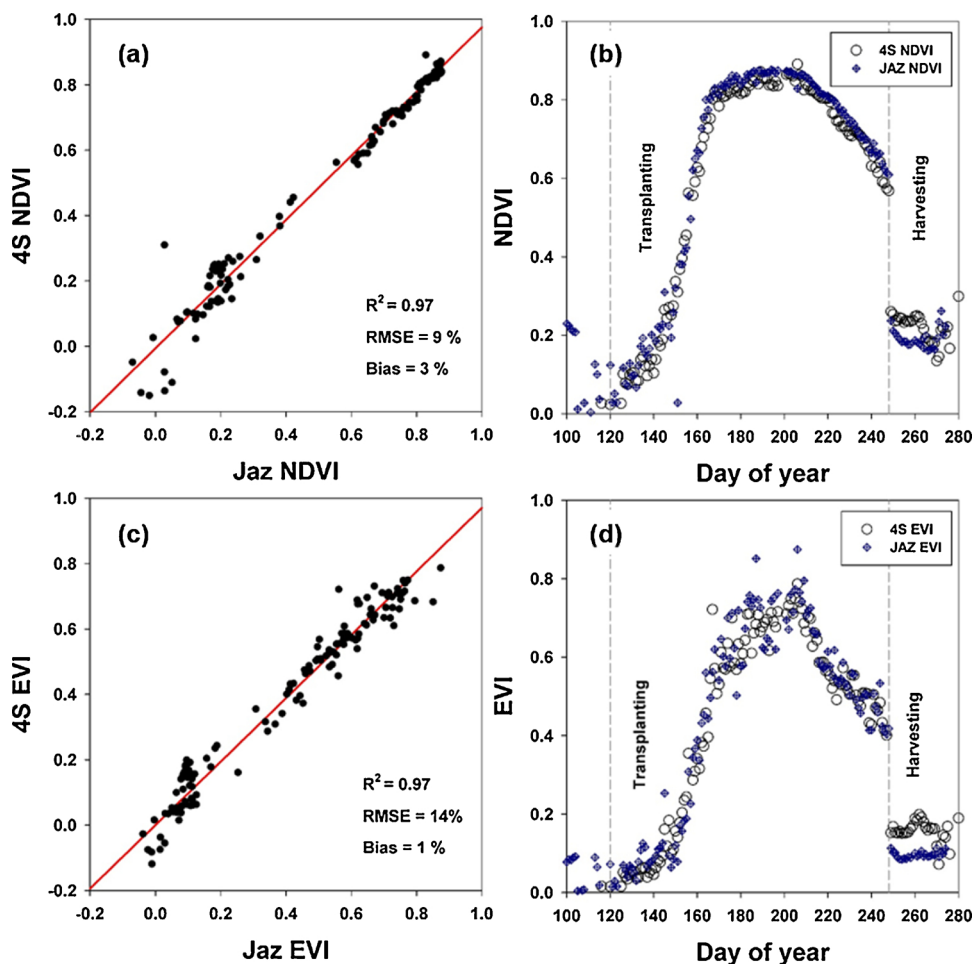 (a)
1.0
0.8
0.6
0.4
0.2
0.0
-0.2
4S NDVI
R² = 0.97
RMSE = 9 %
Bias = 3 %
-0.2 0.0 0.2 0.4 0.6 0.8 1.0
Jaz NDVI
(b)
1.0
0.8
0.6
0.4
0.2
0.0
NDVI
4S NDVI
JAZ NDVI
Transplanting
Harvesting
100 120 140 160 180 200 220 240 260 280
Day of year
(c)
1.0
0.8
0.6
0.4
0.2
0.0
-0.2
4S EVI
R² = 0.97
RMSE = 14%
Bias = 1 %
-0.2 0.0 0.2 0.4 0.6 0.8 1.0
Jaz EVI
(d)
1.0
0.8
0.6
0.4
0.2
0.0
EVI
4S EVI
JAZ EVI
Transplanting
Harvesting
100 120 140 160 180 200 220 240 260 280
Day of year